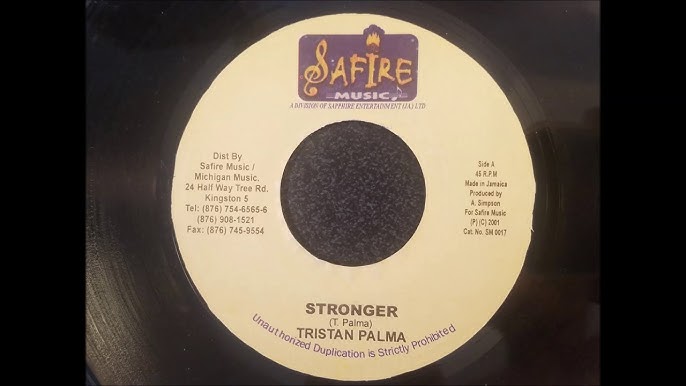 SAFIRE
MUSIC
A DIVISION OF SAPPHIRE ENTERTAINMENT (JA) LTD
Dist By
Safire Music /
Michigan Music.
24 Half Way Tree Rd.
Kingston 5
Tel: (876) 754-6565-6
(876) 908-1521
Fax: (876) 745-9554
Side A
45 R.P.M
Made in Jamaica
Produced by
A. Simpson
For Safire Music
(P) (C) 2001
Cat. No. SM 0017
STRONGER
(T. Palma)
TRISTAN PALMA
Unauthorized Duplication is Strictly Prohibited